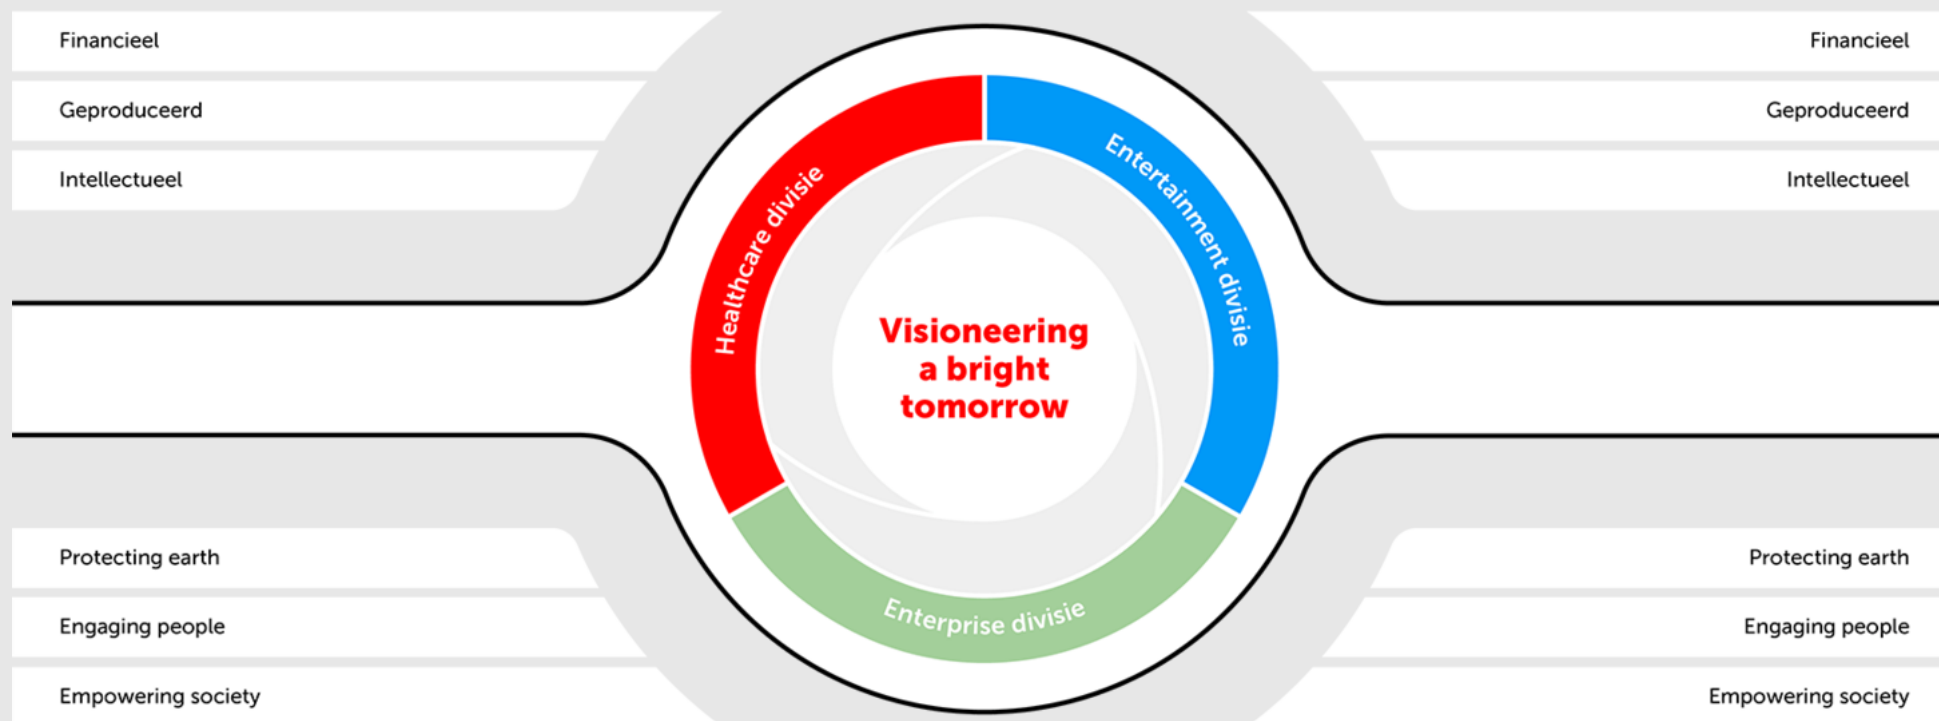 Financieel
Geproduceerd
Intellectueel
Financieel
Geproduceerd
Intellectueel
Healthcare divisie
Entertainment divisie
Visioneering
a bright
tomorrow
Enterprise divisie
Protecting earth
Engaging people
Empowering society
Protecting earth
Engaging people
Empowering society